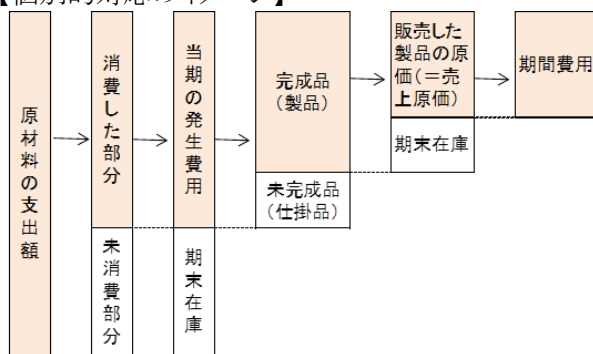 【個別的対応のイメージ】
原材料の支出額
消費した部分
未消費部分
当期の発生費用
期末在庫
完成品
（製品）
未完成品
（仕掛品）
販売した
製品の原
価（＝売
上原価）
期末在庫
期間費用